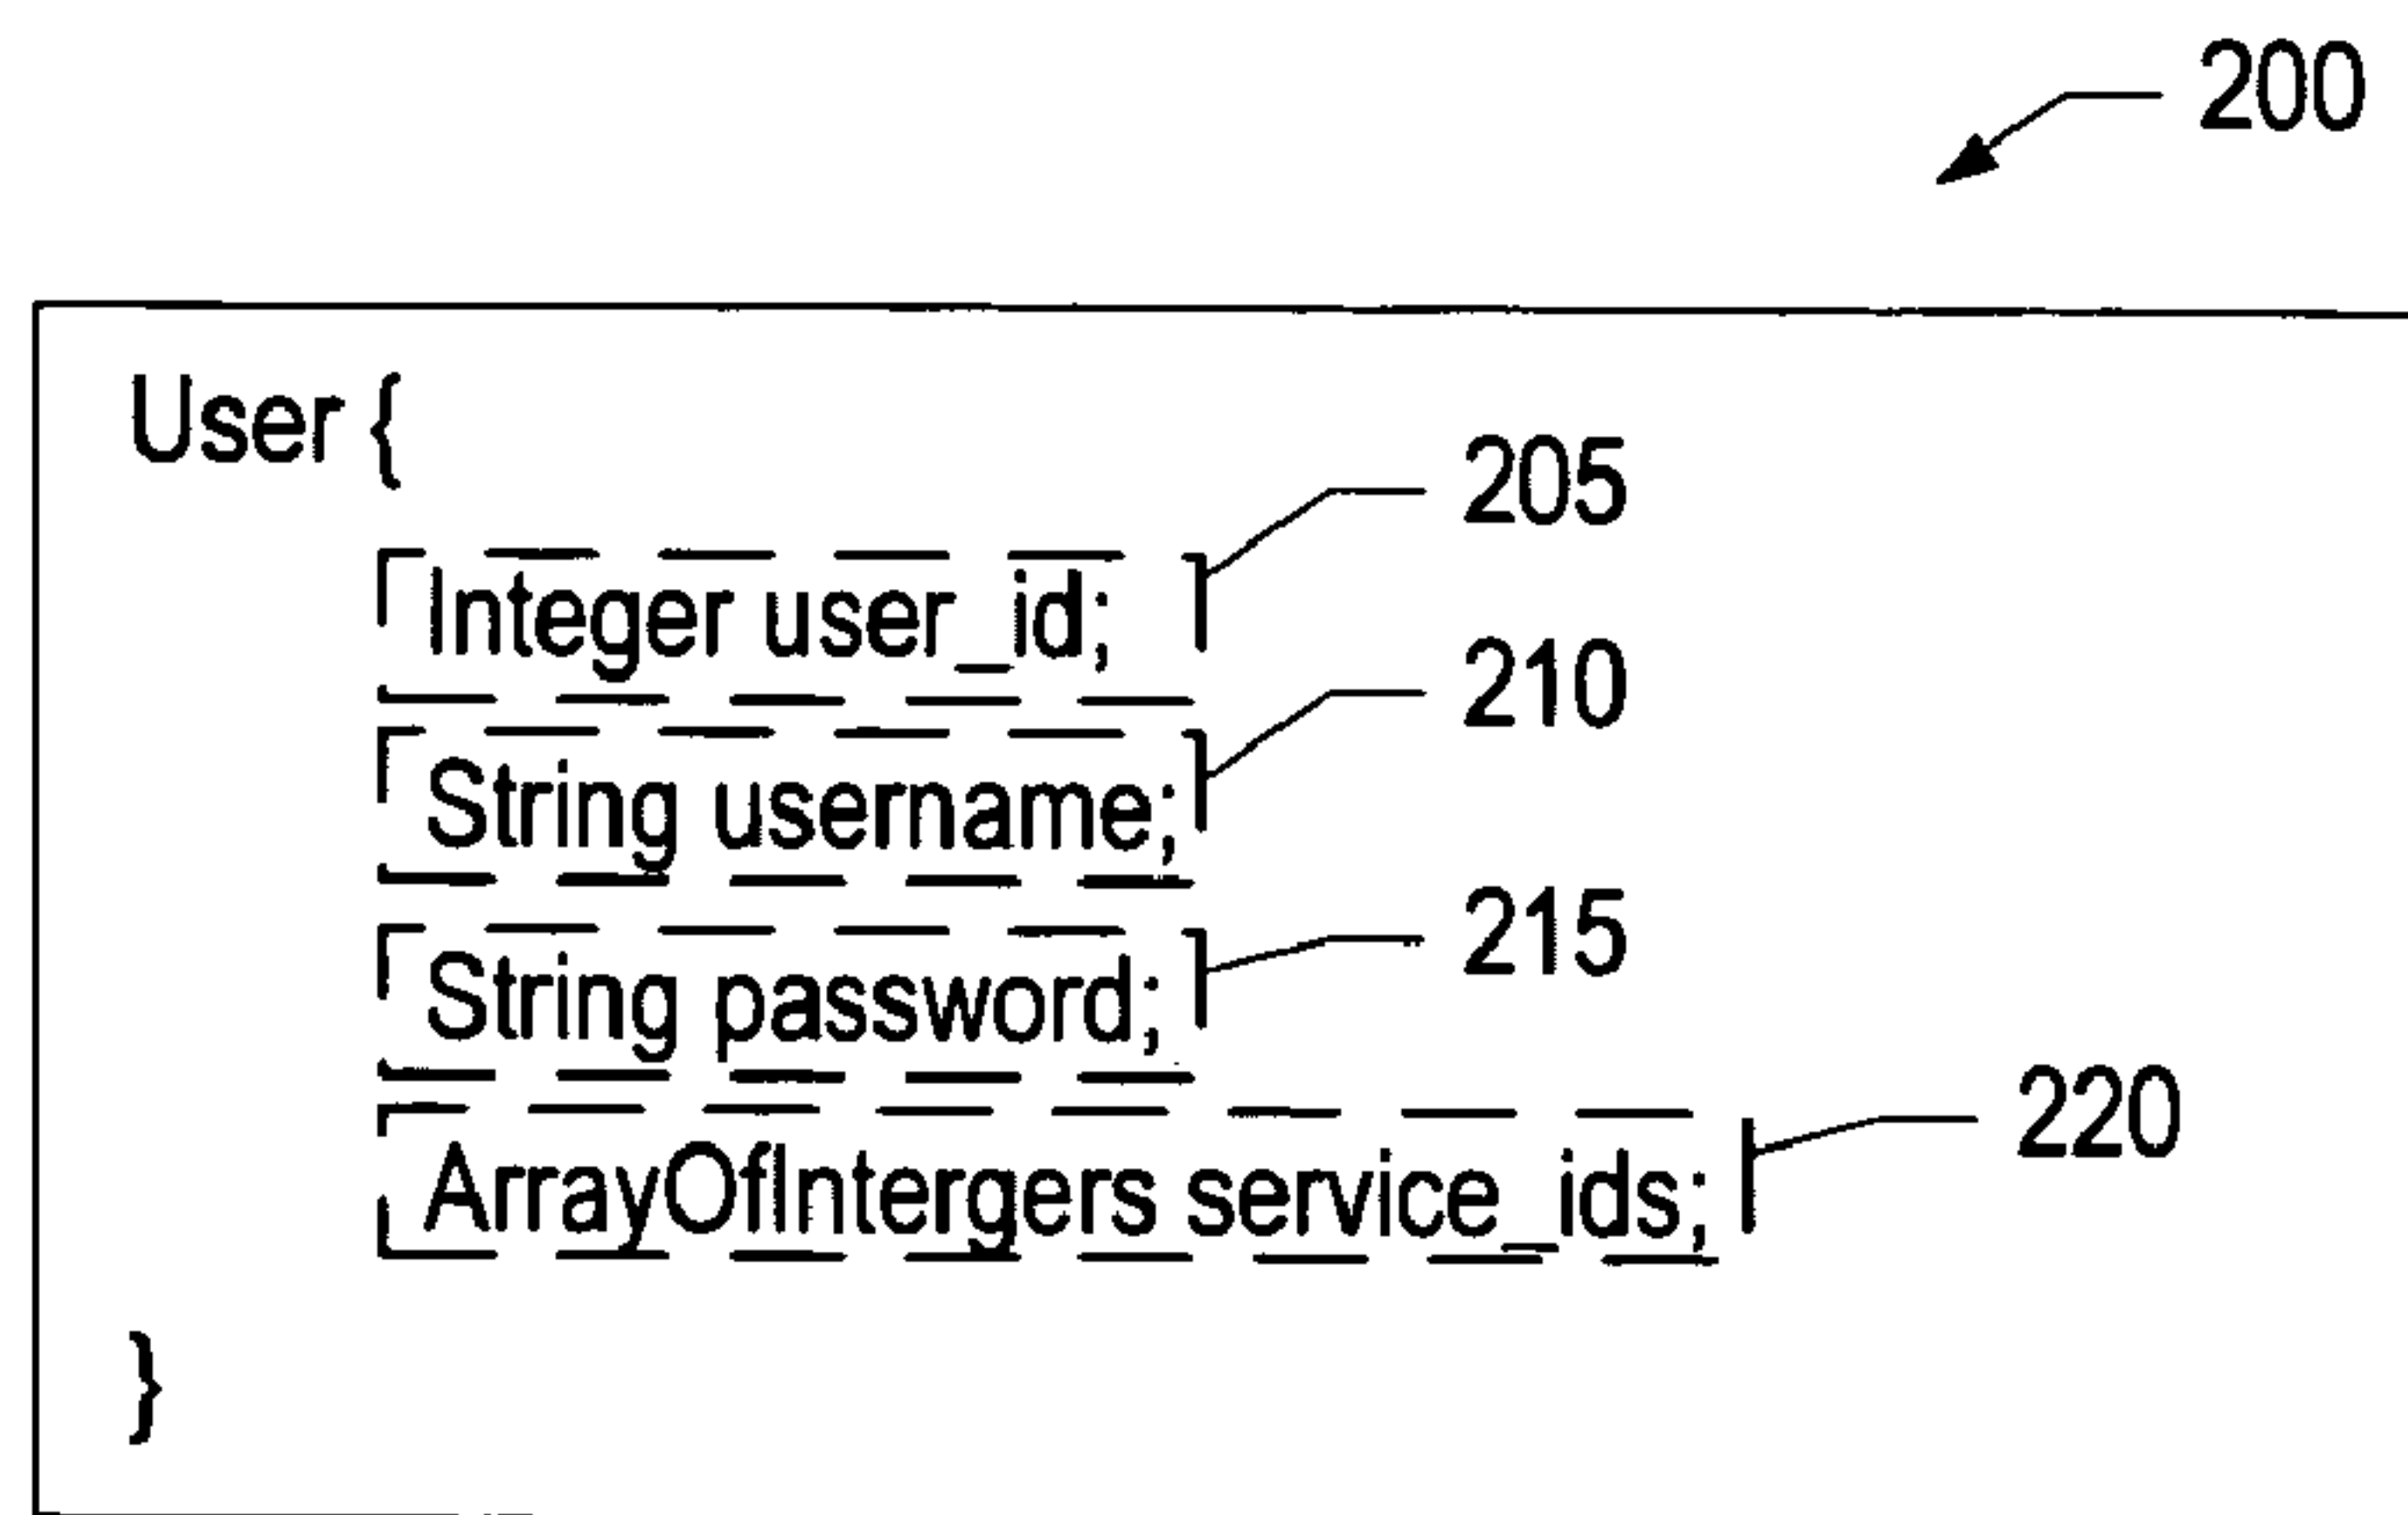 200
User {
205
Integer user_id;
210
String username;
215
String password;
220
ArrayOfIntergers service_ids;
}